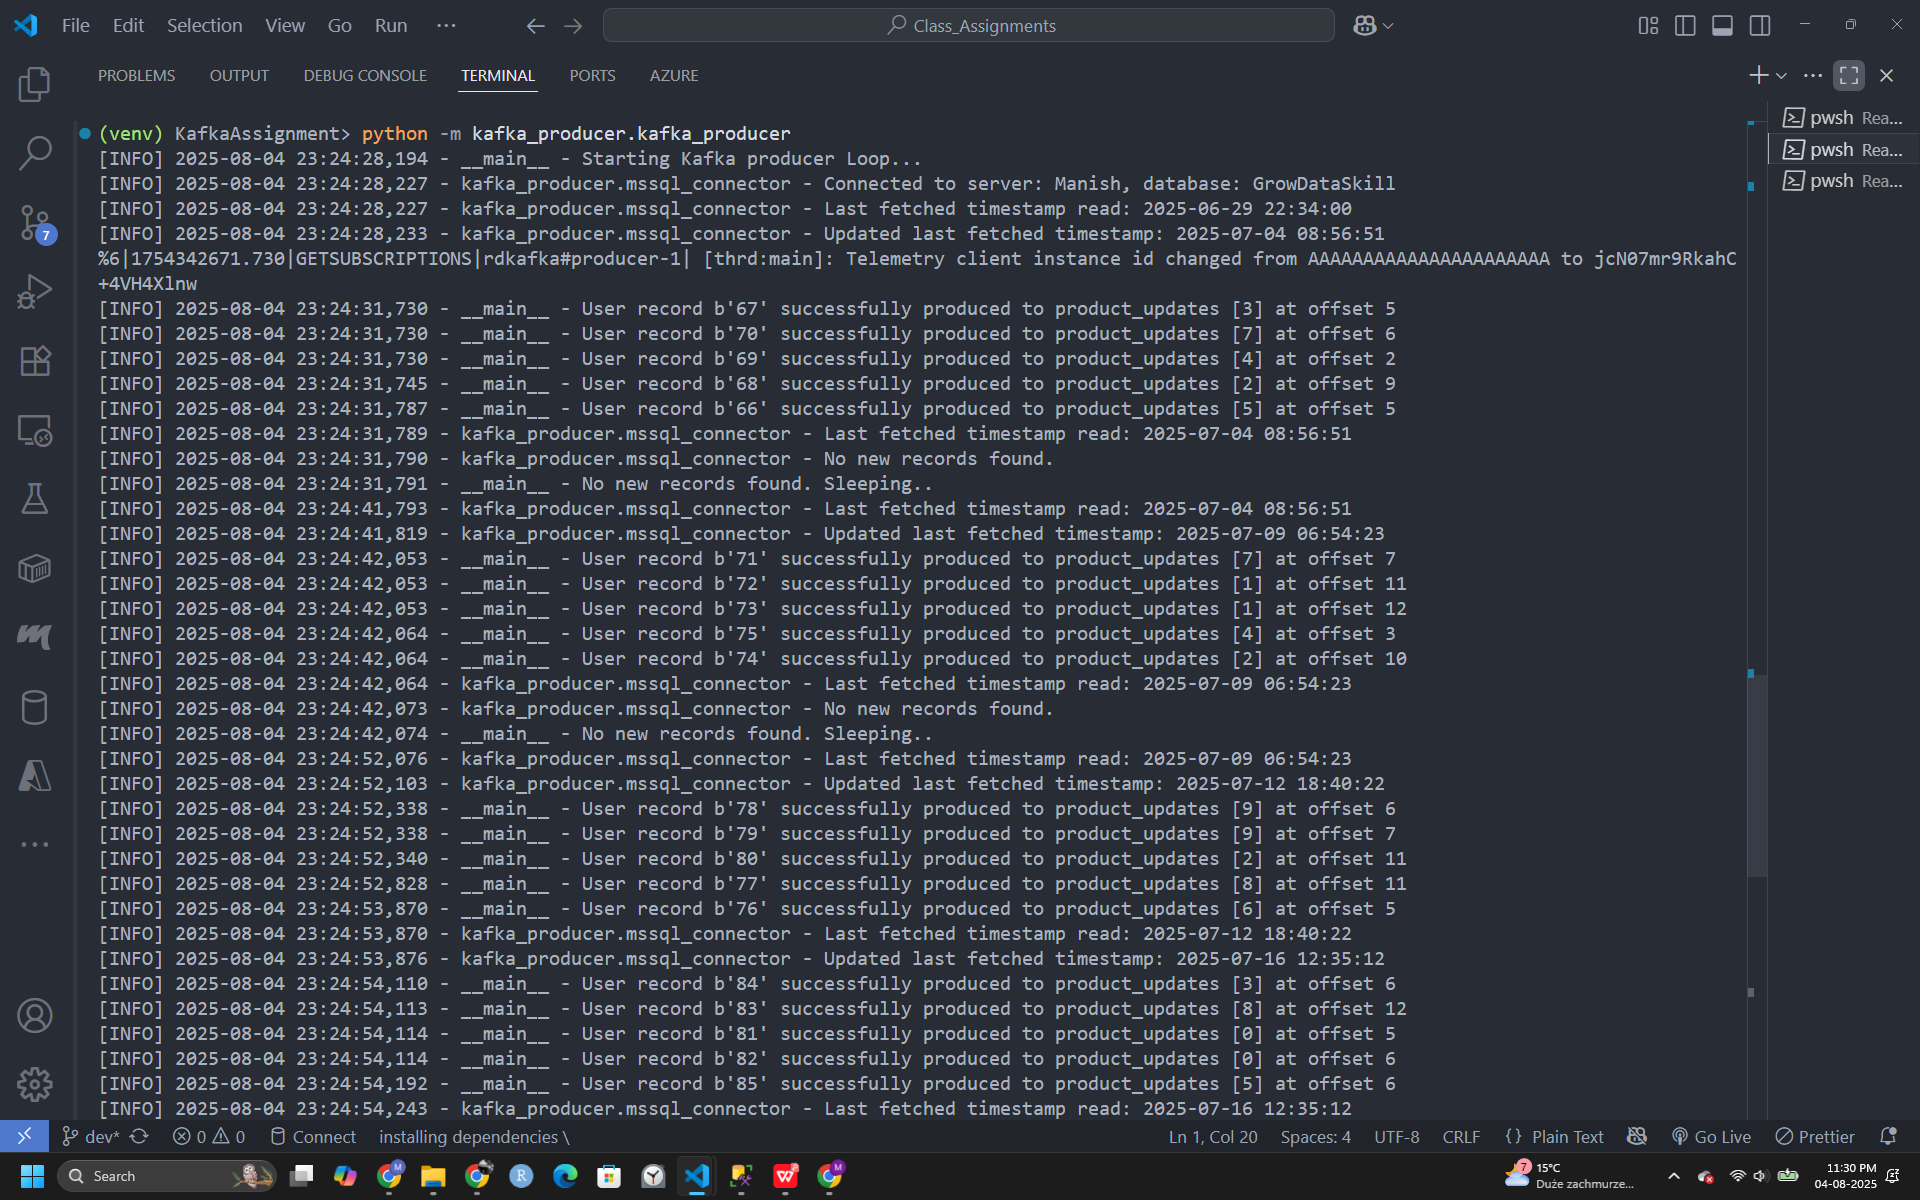 File Edit Selection View Go Run ··· Class_Assignments
PROBLEMS OUTPUT DEBUG CONSOLE TERMINAL PORTS AZURE
(venv) KafkaAssignment> python -m kafka_producer.kafka_producer
[INFO] 2025-08-04 23:24:28,194 - __main__ - Starting Kafka producer Loop...
[INFO] 2025-08-04 23:24:28,227 - kafka_producer.mssql_connector - Connected to server: Manish, database: GrowDataSkill
[INFO] 2025-08-04 23:24:28,227 - kafka_producer.mssql_connector - Last fetched timestamp read: 2025-06-29 22:34:00
[INFO] 2025-08-04 23:24:28,233 - kafka_producer.mssql_connector - Updated last fetched timestamp: 2025-07-04 08:56:51
%6|1754342671.730|GETSUBSCRIPTIONS|rdkafka#producer-1| [thrd:main]: Telemetry client instance id changed from AAAAAAAAAAAAAAAAAAAAAA to jcN07mr9RkahC
+4VH4Xlnw
[INFO] 2025-08-04 23:24:31,730 - __main__ - User record b'67' successfully produced to product_updates [3] at offset 5
[INFO] 2025-08-04 23:24:31,730 - __main__ - User record b'70' successfully produced to product_updates [7] at offset 6
[INFO] 2025-08-04 23:24:31,730 - __main__ - User record b'69' successfully produced to product_updates [4] at offset 2
[INFO] 2025-08-04 23:24:31,745 - __main__ - User record b'68' successfully produced to product_updates [2] at offset 9
[INFO] 2025-08-04 23:24:31,787 - __main__ - User record b'66' successfully produced to product_updates [5] at offset 5
[INFO] 2025-08-04 23:24:31,789 - kafka_producer.mssql_connector - Last fetched timestamp read: 2025-07-04 08:56:51
[INFO] 2025-08-04 23:24:31,790 - kafka_producer.mssql_connector - No new records found.
[INFO] 2025-08-04 23:24:31,791 - __main__ - No new records found. Sleeping..
[INFO] 2025-08-04 23:24:41,793 - kafka_producer.mssql_connector - Last fetched timestamp read: 2025-07-04 08:56:51
[INFO] 2025-08-04 23:24:41,819 - kafka_producer.mssql_connector - Updated last fetched timestamp: 2025-07-09 06:54:23
[INFO] 2025-08-04 23:24:42,053 - __main__ - User record b'71' successfully produced to product_updates [7] at offset 7
[INFO] 2025-08-04 23:24:42,053 - __main__ - User record b'72' successfully produced to product_updates [1] at offset 11
[INFO] 2025-08-04 23:24:42,053 - __main__ - User record b'73' successfully produced to product_updates [1] at offset 12
[INFO] 2025-08-04 23:24:42,064 - __main__ - User record b'75' successfully produced to product_updates [4] at offset 3
[INFO] 2025-08-04 23:24:42,064 - __main__ - User record b'74' successfully produced to product_updates [2] at offset 10
[INFO] 2025-08-04 23:24:42,064 - kafka_producer.mssql_connector - Last fetched timestamp read: 2025-07-09 06:54:23
[INFO] 2025-08-04 23:24:42,073 - kafka_producer.mssql_connector - No new records found.
[INFO] 2025-08-04 23:24:42,074 - __main__ - No new records found. Sleeping..
[INFO] 2025-08-04 23:24:52,076 - kafka_producer.mssql_connector - Last fetched timestamp read: 2025-07-09 06:54:23
[INFO] 2025-08-04 23:24:52,103 - kafka_producer.mssql_connector - Updated last fetched timestamp: 2025-07-12 18:40:22
[INFO] 2025-08-04 23:24:52,338 - __main__ - User record b'78' successfully produced to product_updates [9] at offset 6
[INFO] 2025-08-04 23:24:52,338 - __main__ - User record b'79' successfully produced to product_updates [9] at offset 7
[INFO] 2025-08-04 23:24:52,340 - __main__ - User record b'80' successfully produced to product_updates [2] at offset 11
[INFO] 2025-08-04 23:24:52,828 - __main__ - User record b'77' successfully produced to product_updates [8] at offset 11
[INFO] 2025-08-04 23:24:53,870 - __main__ - User record b'76' successfully produced to product_updates [6] at offset 5
[INFO] 2025-08-04 23:24:53,870 - kafka_producer.mssql_connector - Last fetched timestamp read: 2025-07-12 18:40:22
[INFO] 2025-08-04 23:24:53,876 - kafka_producer.mssql_connector - Updated last fetched timestamp: 2025-07-16 12:35:12
[INFO] 2025-08-04 23:24:54,110 - __main__ - User record b'84' successfully produced to product_updates [3] at offset 6
[INFO] 2025-08-04 23:24:54,113 - __main__ - User record b'83' successfully produced to product_updates [8] at offset 12
[INFO] 2025-08-04 23:24:54,114 - __main__ - User record b'81' successfully produced to product_updates [0] at offset 5
[INFO] 2025-08-04 23:24:54,114 - __main__ - User record b'82' successfully produced to product_updates [0] at offset 6
[INFO] 2025-08-04 23:24:54,192 - __main__ - User record b'85' successfully produced to product_updates [5] at offset 6
[INFO] 2025-08-04 23:24:54,243 - kafka_producer.mssql_connector - Last fetched timestamp read: 2025-07-16 12:35:12
pwsh Rea...
pwsh Rea...
pwsh Rea...
7
dev* 0 0 Connect installing dependencies \ Ln 1, Col 20 Spaces: 4 UTF-8 CRLF {} Plain Text Go Live Prettier
Search
7 15°C
Duże zachmurze...
11:30 PM
04-08-2025